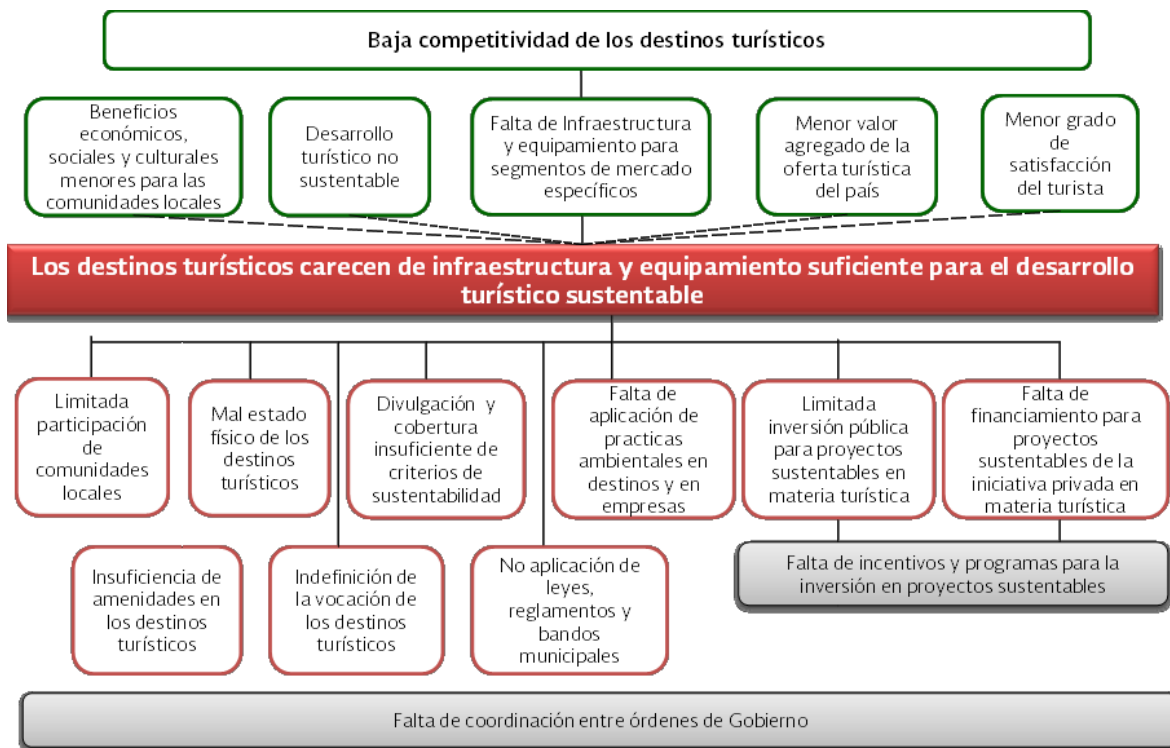 Baja competitividad de los destinos turísticos
Beneficios
económicos,
sociales y culturales
menores para las
comunidades locales
Desarrollo
turístico no
sustentable
Falta de Infraestructura
y equipamiento para
segmentos de mercado
específicos
Menor valor
agregado de la
oferta turística
del país
Menor grado
de
satisfacción
del turista
Los destinos turísticos carecen de infraestructura y equipamiento suficiente para el desarrollo
turístico sustentable
Limitada
participación
de
comunidades
locales
Mal estado
físico de los
destinos
turísticos
Divulgación y
cobertura
insuficiente de
criterios de
sustentabilidad
Falta de
aplicación de
practicas
ambientales en
destinos y en
empresas
Limitada
inversión pública
para proyectos
sustentables en
materia turística
Falta de
financiamiento para
proyectos
sustentables de la
iniciativa privada en
materia turística
Insuficiencia de
amenidades en
los destinos
turísticos
Indefinición de
la vocación de
los destinos
turísticos
No aplicación de
leyes,
reglamentos y
bandos
municipales
Falta de incentivos y programas para la
inversión en proyectos sustentables
Falta de coordinación entre órdenes de Gobierno